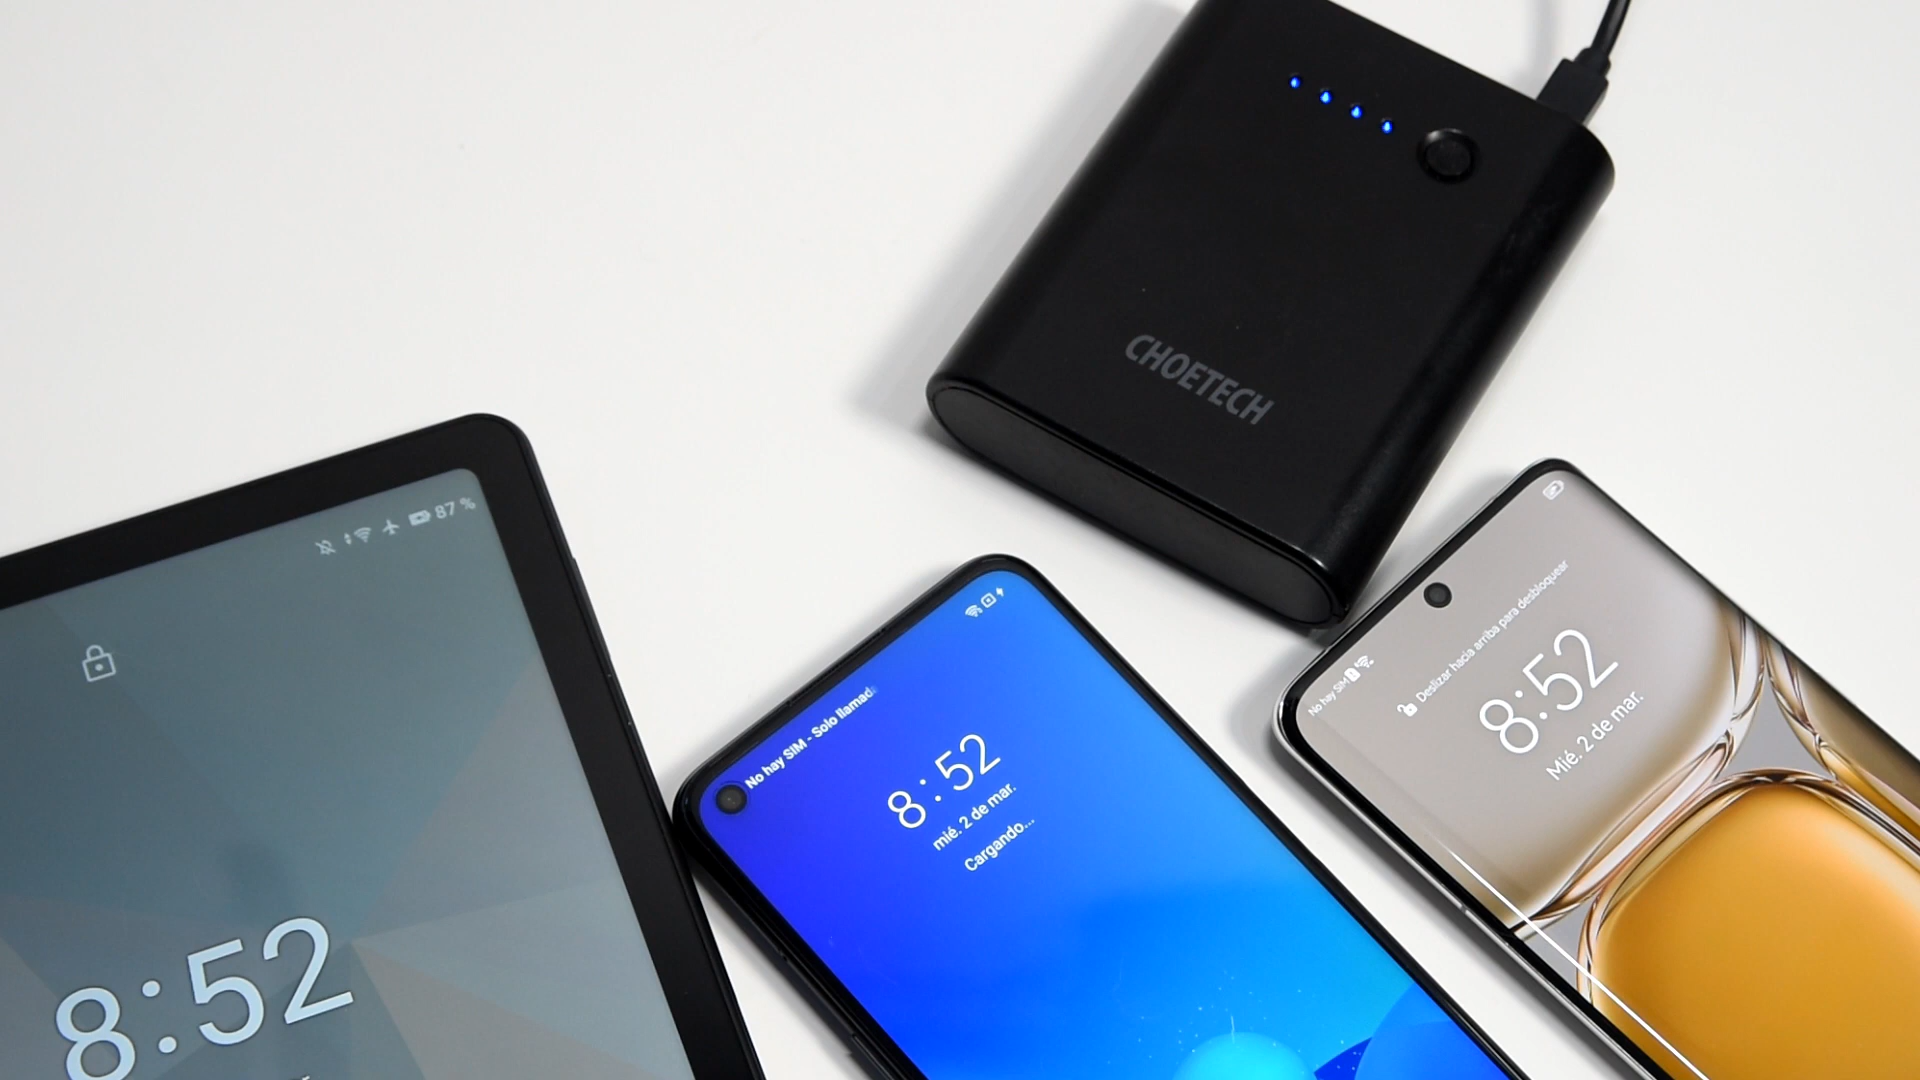 CHOETECH
87 %
8:52
No hay SIM - Solo llamad
8:52
mié. 2 de mar.
Cargando...
No hay SIM
Deslizar hacia arriba para desbloquear
8:52
Mié. 2 de mar.